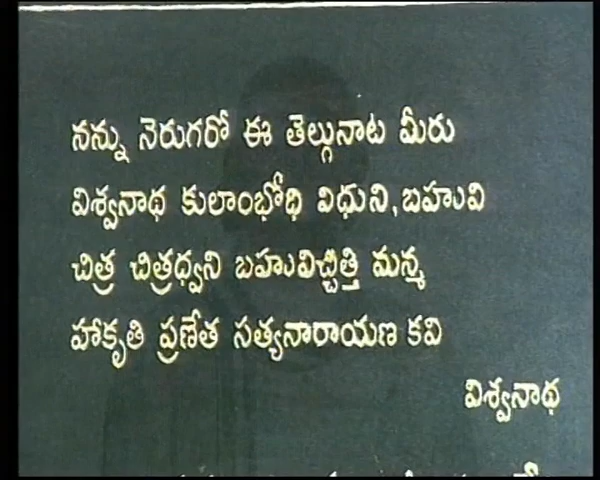 నన్ను నెరుగరో ఈ తెల్గునాట మీరు
విశ్వనాథ కులాంభోధి విధుని, బహువి
చిత్ర చిత్రధ్వని బహువిచ్చిత్తి మన్మ
హాకృతి ప్రణేత సత్యనారాయణ కవి
విశ్వనాథ